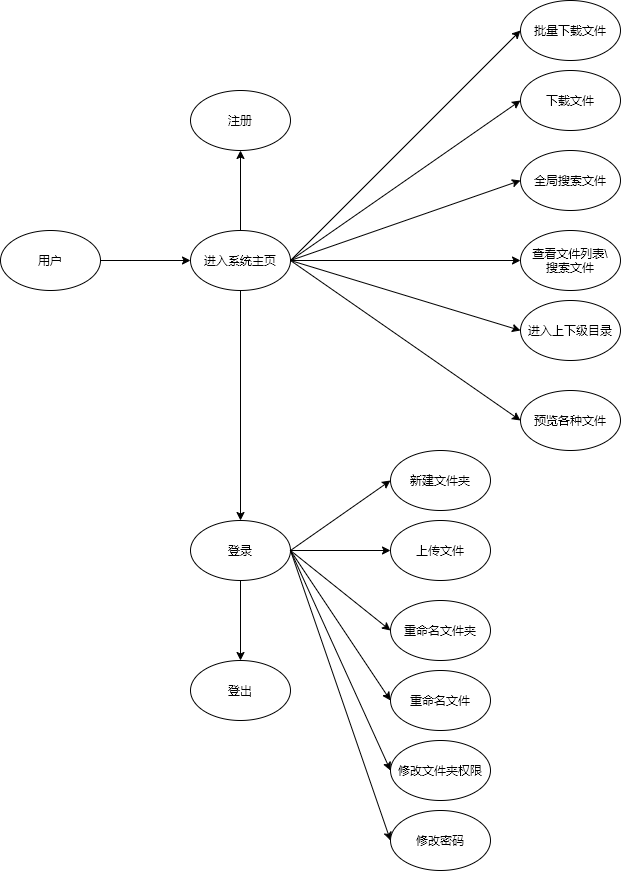 批量下载文件
下载文件
注册
全局搜索文件
用户
进入系统主页
查看文件列表\
搜索文件
进入上下级目录
预览各种文件
新建文件夹
登录
上传文件
重命名文件夹
登出
重命名文件
修改文件夹权限
修改密码